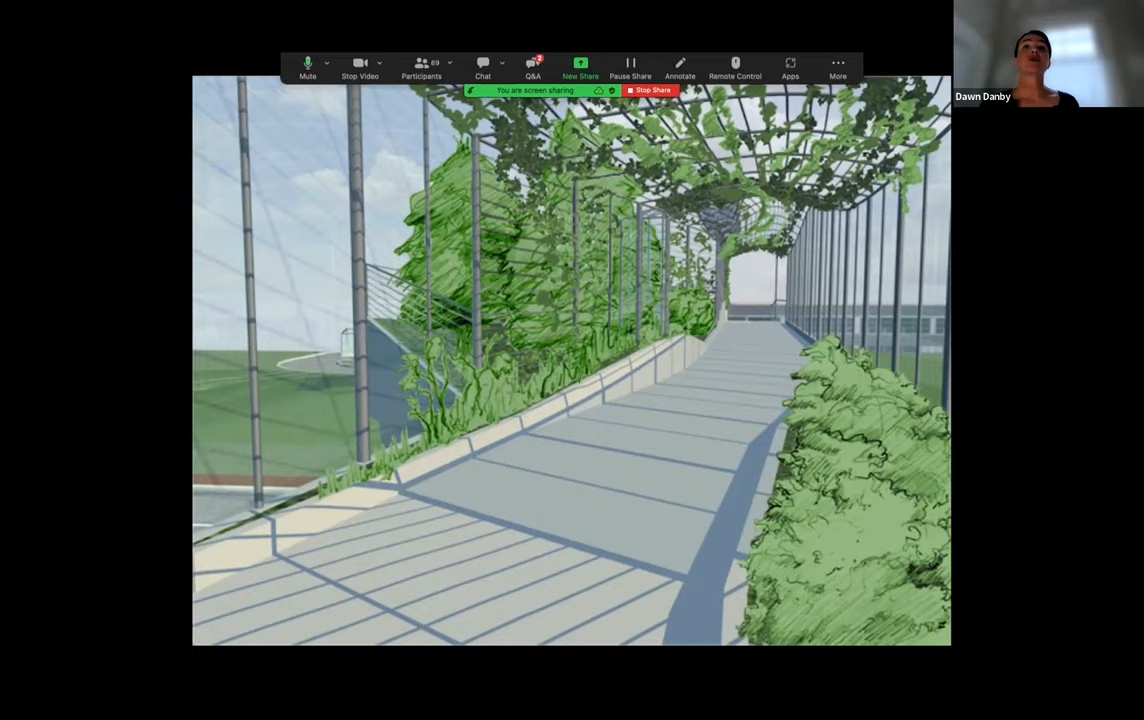 Mute
Stop Video
69
Participants
Chat
2
Q&A
New Share
Pause Share
Annotate
Remote Control
Apps
More
You are screen sharing
Stop Share
Dawn Danby